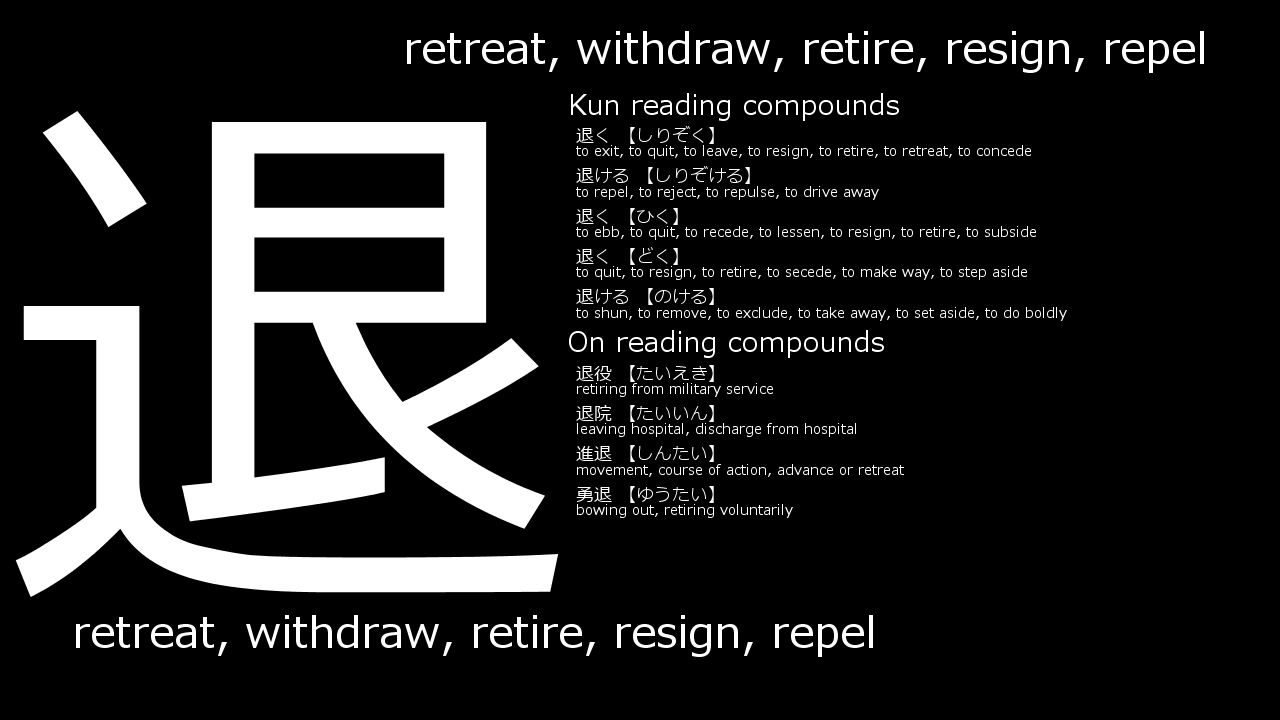 retreat, withdraw, retire, resign, repel
退
Kun reading compounds
退く 【しりぞく】
to exit, to quit, to leave, to resign, to retire, to retreat, to concede
退ける 【しりぞける】
to repel, to reject, to repulse, to drive away
退く 【ひく】
to ebb, to quit, to recede, to lessen, to resign, to retire, to subside
退く 【どく】
to quit, to resign, to retire, to secede, to make way, to step aside
退ける 【のける】
to shun, to remove, to exclude, to take away, to set aside, to do boldly
On reading compounds
退役 【たいえき】
retiring from military service
退院 【たいいん】
leaving hospital, discharge from hospital
進退 【しんたい】
movement, course of action, advance or retreat
勇退 【ゆうたい】
bowing out, retiring voluntarily
retreat, withdraw, retire, resign, repel